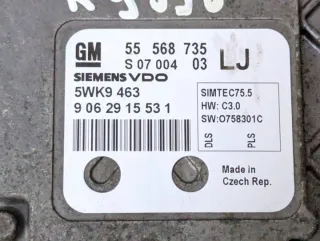 GM 55 568 735 LJ
S 07 004 03
SIEMENS VDO
5WK9 463
9 06 29 15 53 1
SIMTEC75.5
HW: C3.0
SW:O758301C
DLS
PLS
Made in
Czech Rep.